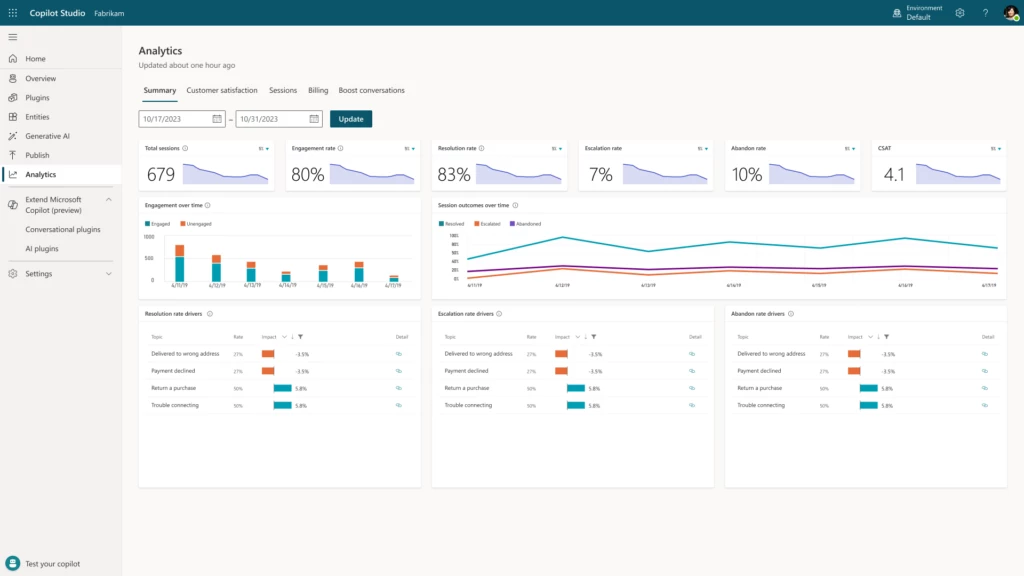 Copilot Studio Fabrikam
Environment
Default
?
Home
Overview
Plugins
Entities
Generative AI
Publish
Analytics
Extend Microsoft
Copilot (preview)
Conversational plugins
AI plugins
Settings
Test your copilot
Analytics
Updated about one hour ago
Summary Customer satisfaction Sessions Billing Boost conversations
10/17/2023 – 10/31/2023 Update
Total sessions
679
Engagement rate
80%
Resolution rate
83%
Escalation rate
7%
Abandon rate
10%
CSAT
4.1
Engagement over time
Engaged Unengaged
1000
500
0
4/11/19 4/12/19 4/13/19 4/14/19 4/15/19 4/16/19 4/17/19
Session outcomes over time
Resolved Escalated Abandoned
100%
80%
60%
40%
20%
0%
4/11/19 4/12/19 4/13/19 4/14/19 4/15/19 4/16/19 4/17/19
Resolution rate drivers
Topic Rate Impact Detail
Delivered to wrong address 27% -3.5%
Payment declined 27% -3.5%
Return a purchase 50% 5.8%
Trouble connecting 50% 5.8%
Escalation rate drivers
Topic Rate Impact Detail
Delivered to wrong address 27% -3.5%
Payment declined 27% -3.5%
Return a purchase 50% 5.8%
Trouble connecting 50% 5.8%
Abandon rate drivers
Topic Rate Impact Detail
Delivered to wrong address 27% -3.5%
Payment declined 27% -3.5%
Return a purchase 50% 5.8%
Trouble connecting 50% 5.8%